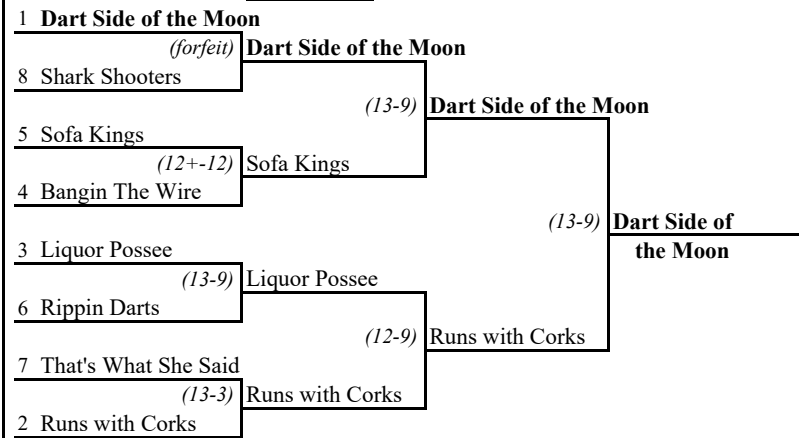 1 Dart Side of the Moon
(forfeit) Dart Side of the Moon
8 Shark Shooters
(13-9) Dart Side of the Moon
5 Sofa Kings
(12+-12) Sofa Kings
4 Bangin The Wire
(13-9) Dart Side of
the Moon
3 Liquor Possee
(13-9) Liquor Possee
6 Rippin Darts
(12-9) Runs with Corks
7 That's What She Said
(13-3) Runs with Corks
2 Runs with Corks